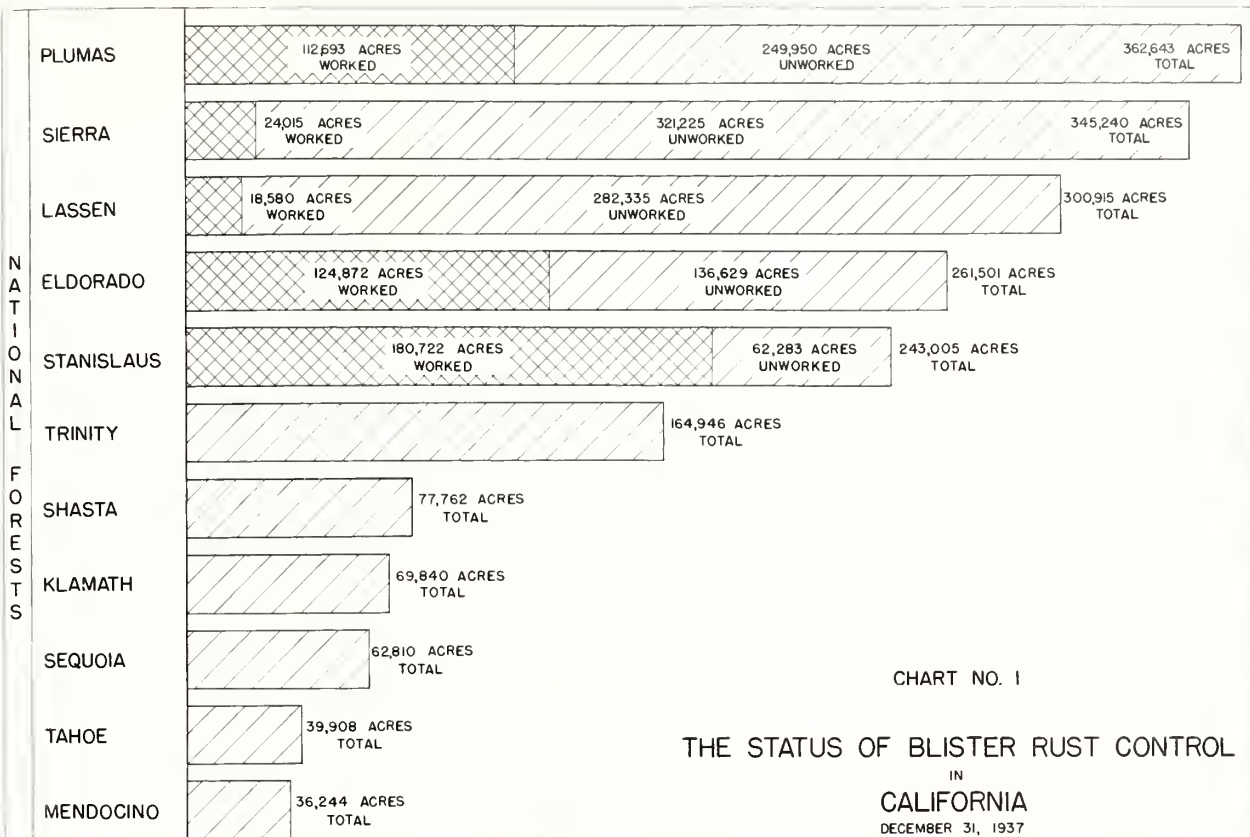 NATIONAL FORESTS
PLUMAS
112,693 ACRES
WORKED
249,950 ACRES
UNWORKED
362,643 ACRES
TOTAL
SIERRA
24,015 ACRES
WORKED
321,225 ACRES
UNWORKED
345,240 ACRES
TOTAL
LASSEN
18,580 ACRES
WORKED
282,335 ACRES
UNWORKED
300,915 ACRES
TOTAL
ELDORADO
124,872 ACRES
WORKED
136,629 ACRES
UNWORKED
261,501 ACRES
TOTAL
STANISLAUS
180,722 ACRES
WORKED
62,283 ACRES
UNWORKED
243,005 ACRES
TOTAL
TRINITY
164,946 ACRES
TOTAL
SHASTA
77,762 ACRES
TOTAL
KLAMATH
69,840 ACRES
TOTAL
SEQUOIA
62,810 ACRES
TOTAL
TAHOE
39,908 ACRES
TOTAL
MENDOCINO
36,244 ACRES
TOTAL
CHART NO. 1
THE STATUS OF BLISTER RUST CONTROL
IN
CALIFORNIA
DECEMBER 31, 1937